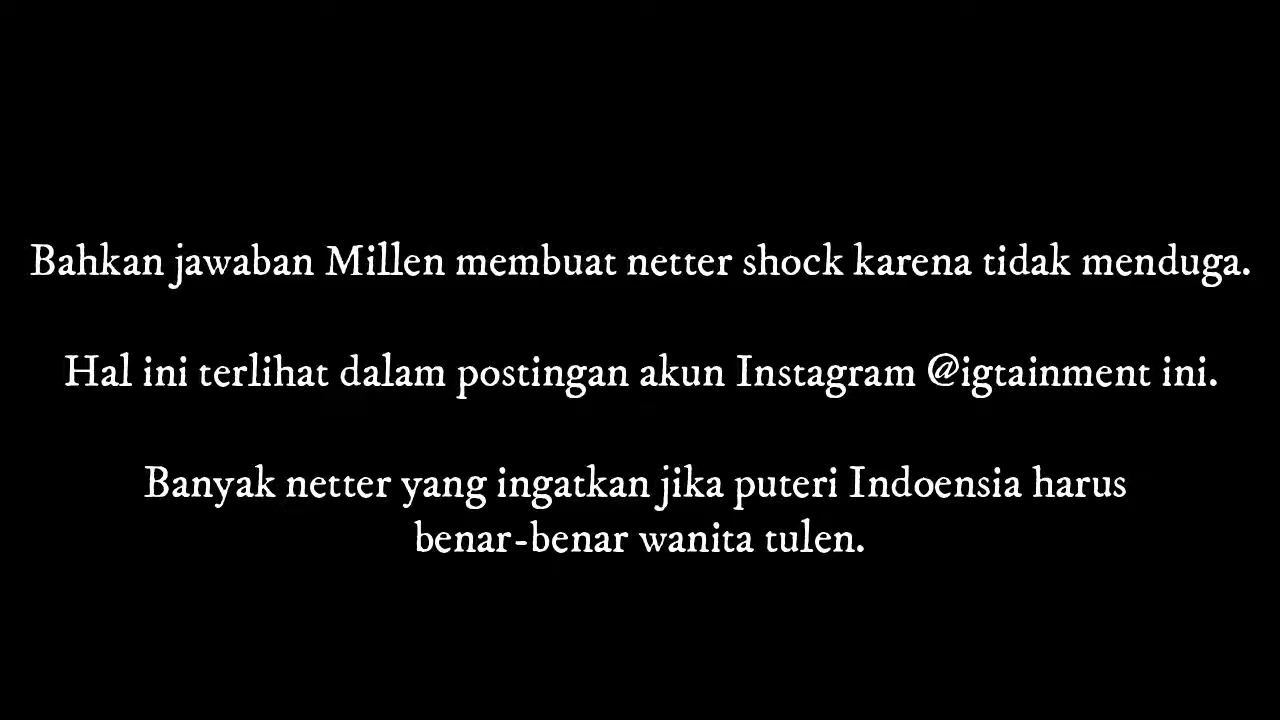 Bahkan jawaban Millen membuat netter shock karena tidak menduga.
Hal ini terlihat dalam postingan akun Instagram @igtainment ini.
Banyak netter yang ingatkan jika puteri Indoensia harus
benar-benar wanita tulen.